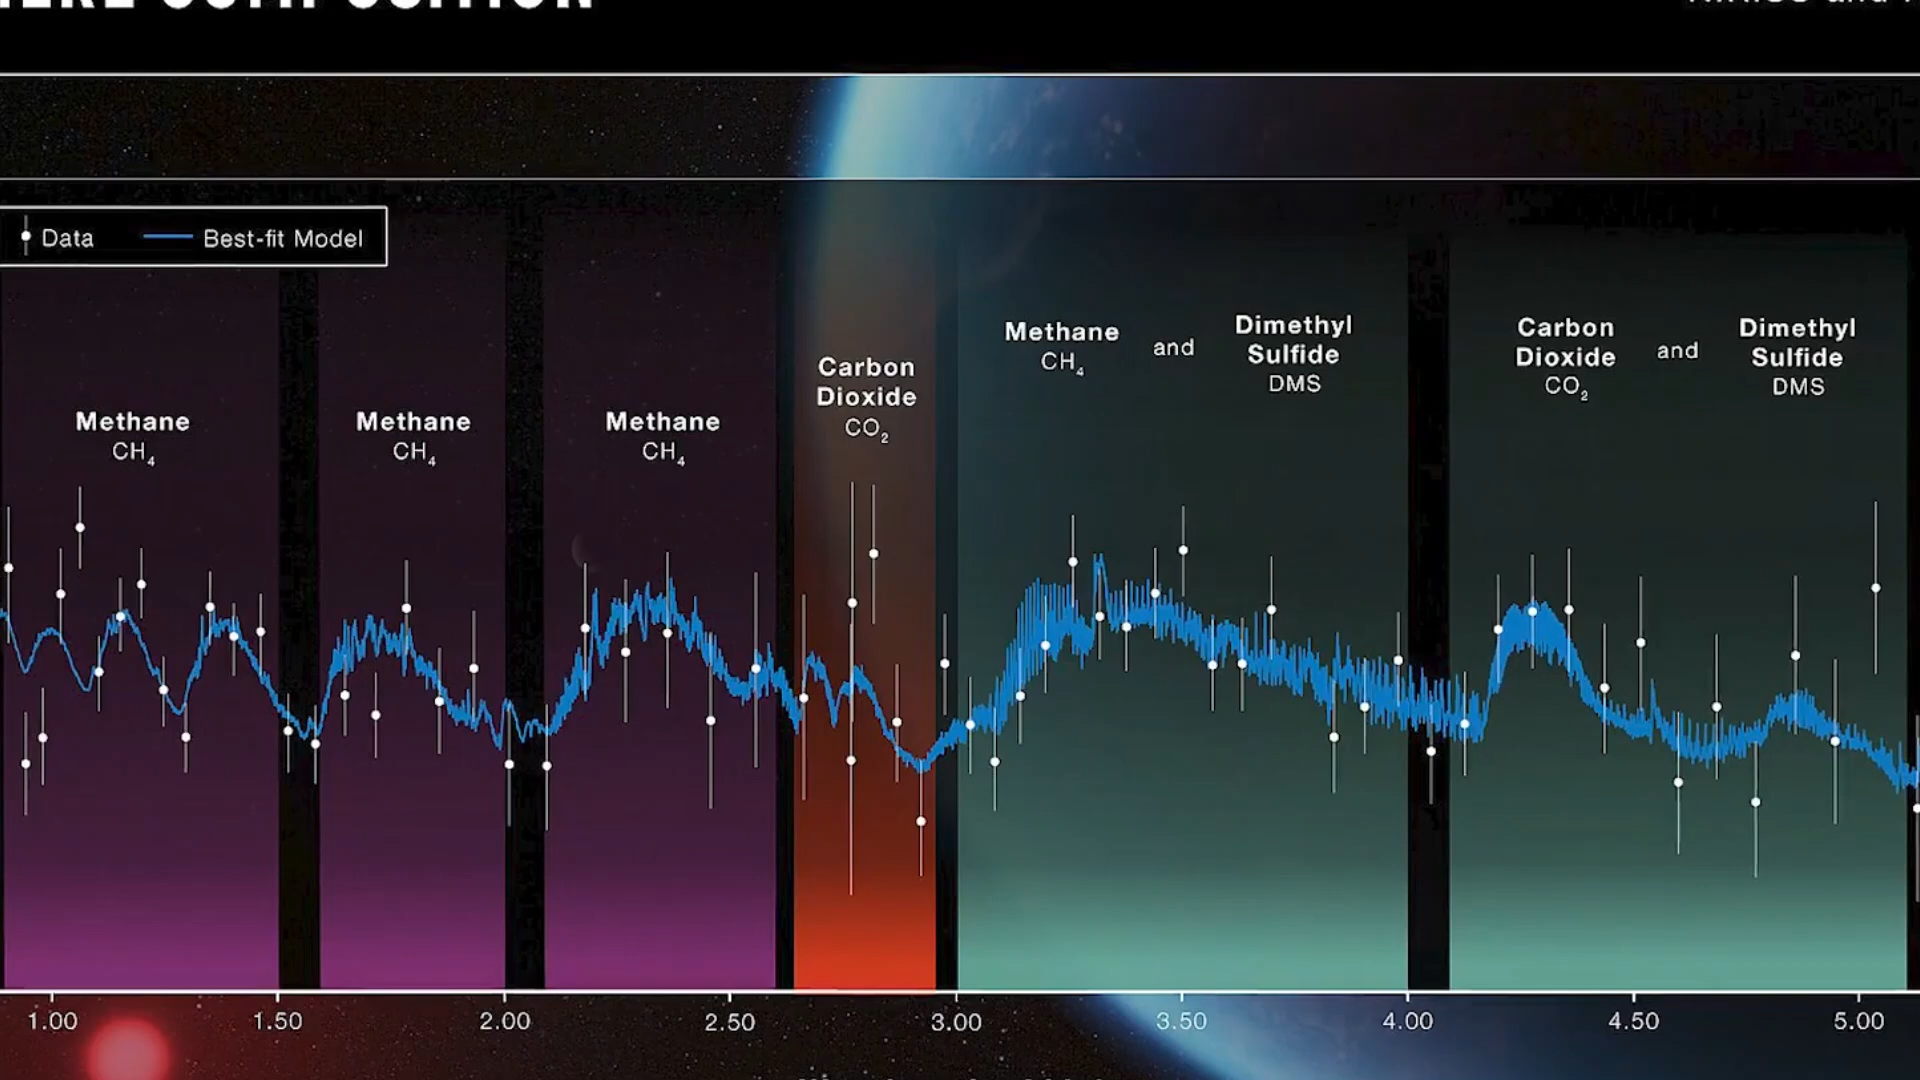 Data
Best-fit Model
Methane
CH₄
Methane
CH₄
Methane
CH₄
Carbon
Dioxide
CO₂
Methane
CH₄
and
Dimethyl
Sulfide
DMS
Carbon
Dioxide
CO₂
and
Dimethyl
Sulfide
DMS
1.00 1.50 2.00 2.50 3.00 3.50 4.00 4.50 5.00